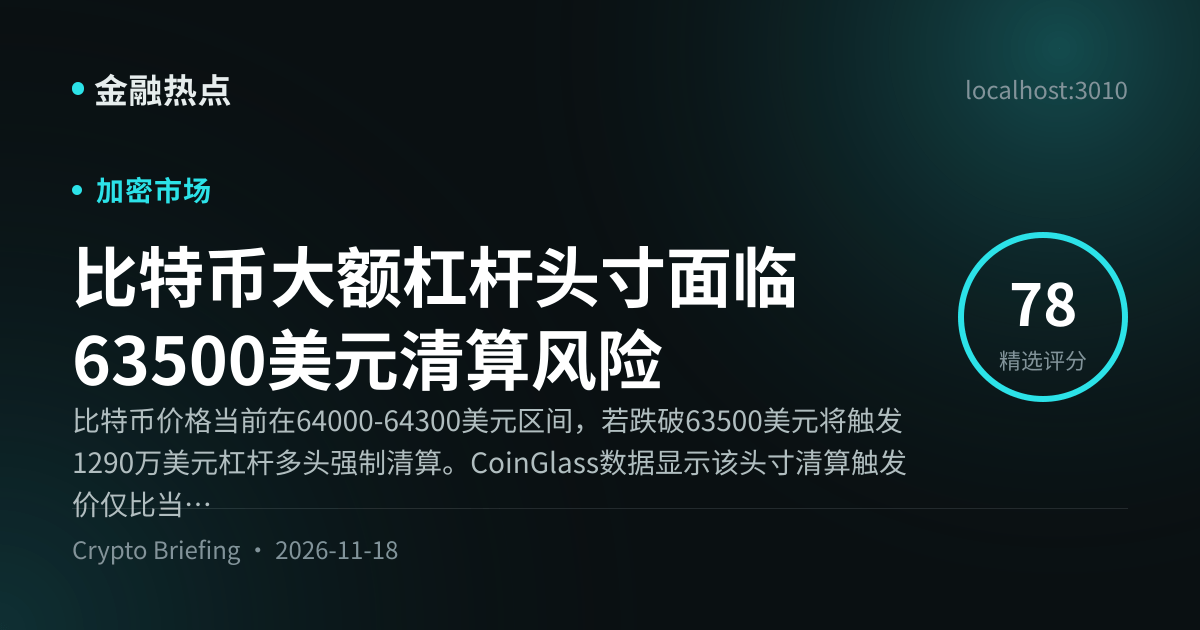 金融热点
localhost:3010
加密市场
比特币大额杠杆头寸面临
63500美元清算风险
78
精选评分
比特币价格当前在64000-64300美元区间，若跌破63500美元将触发
1290万美元杠杆多头强制清算。CoinGlass数据显示该头寸清算触发
价仅比当…
Crypto Briefing • 2026-11-18